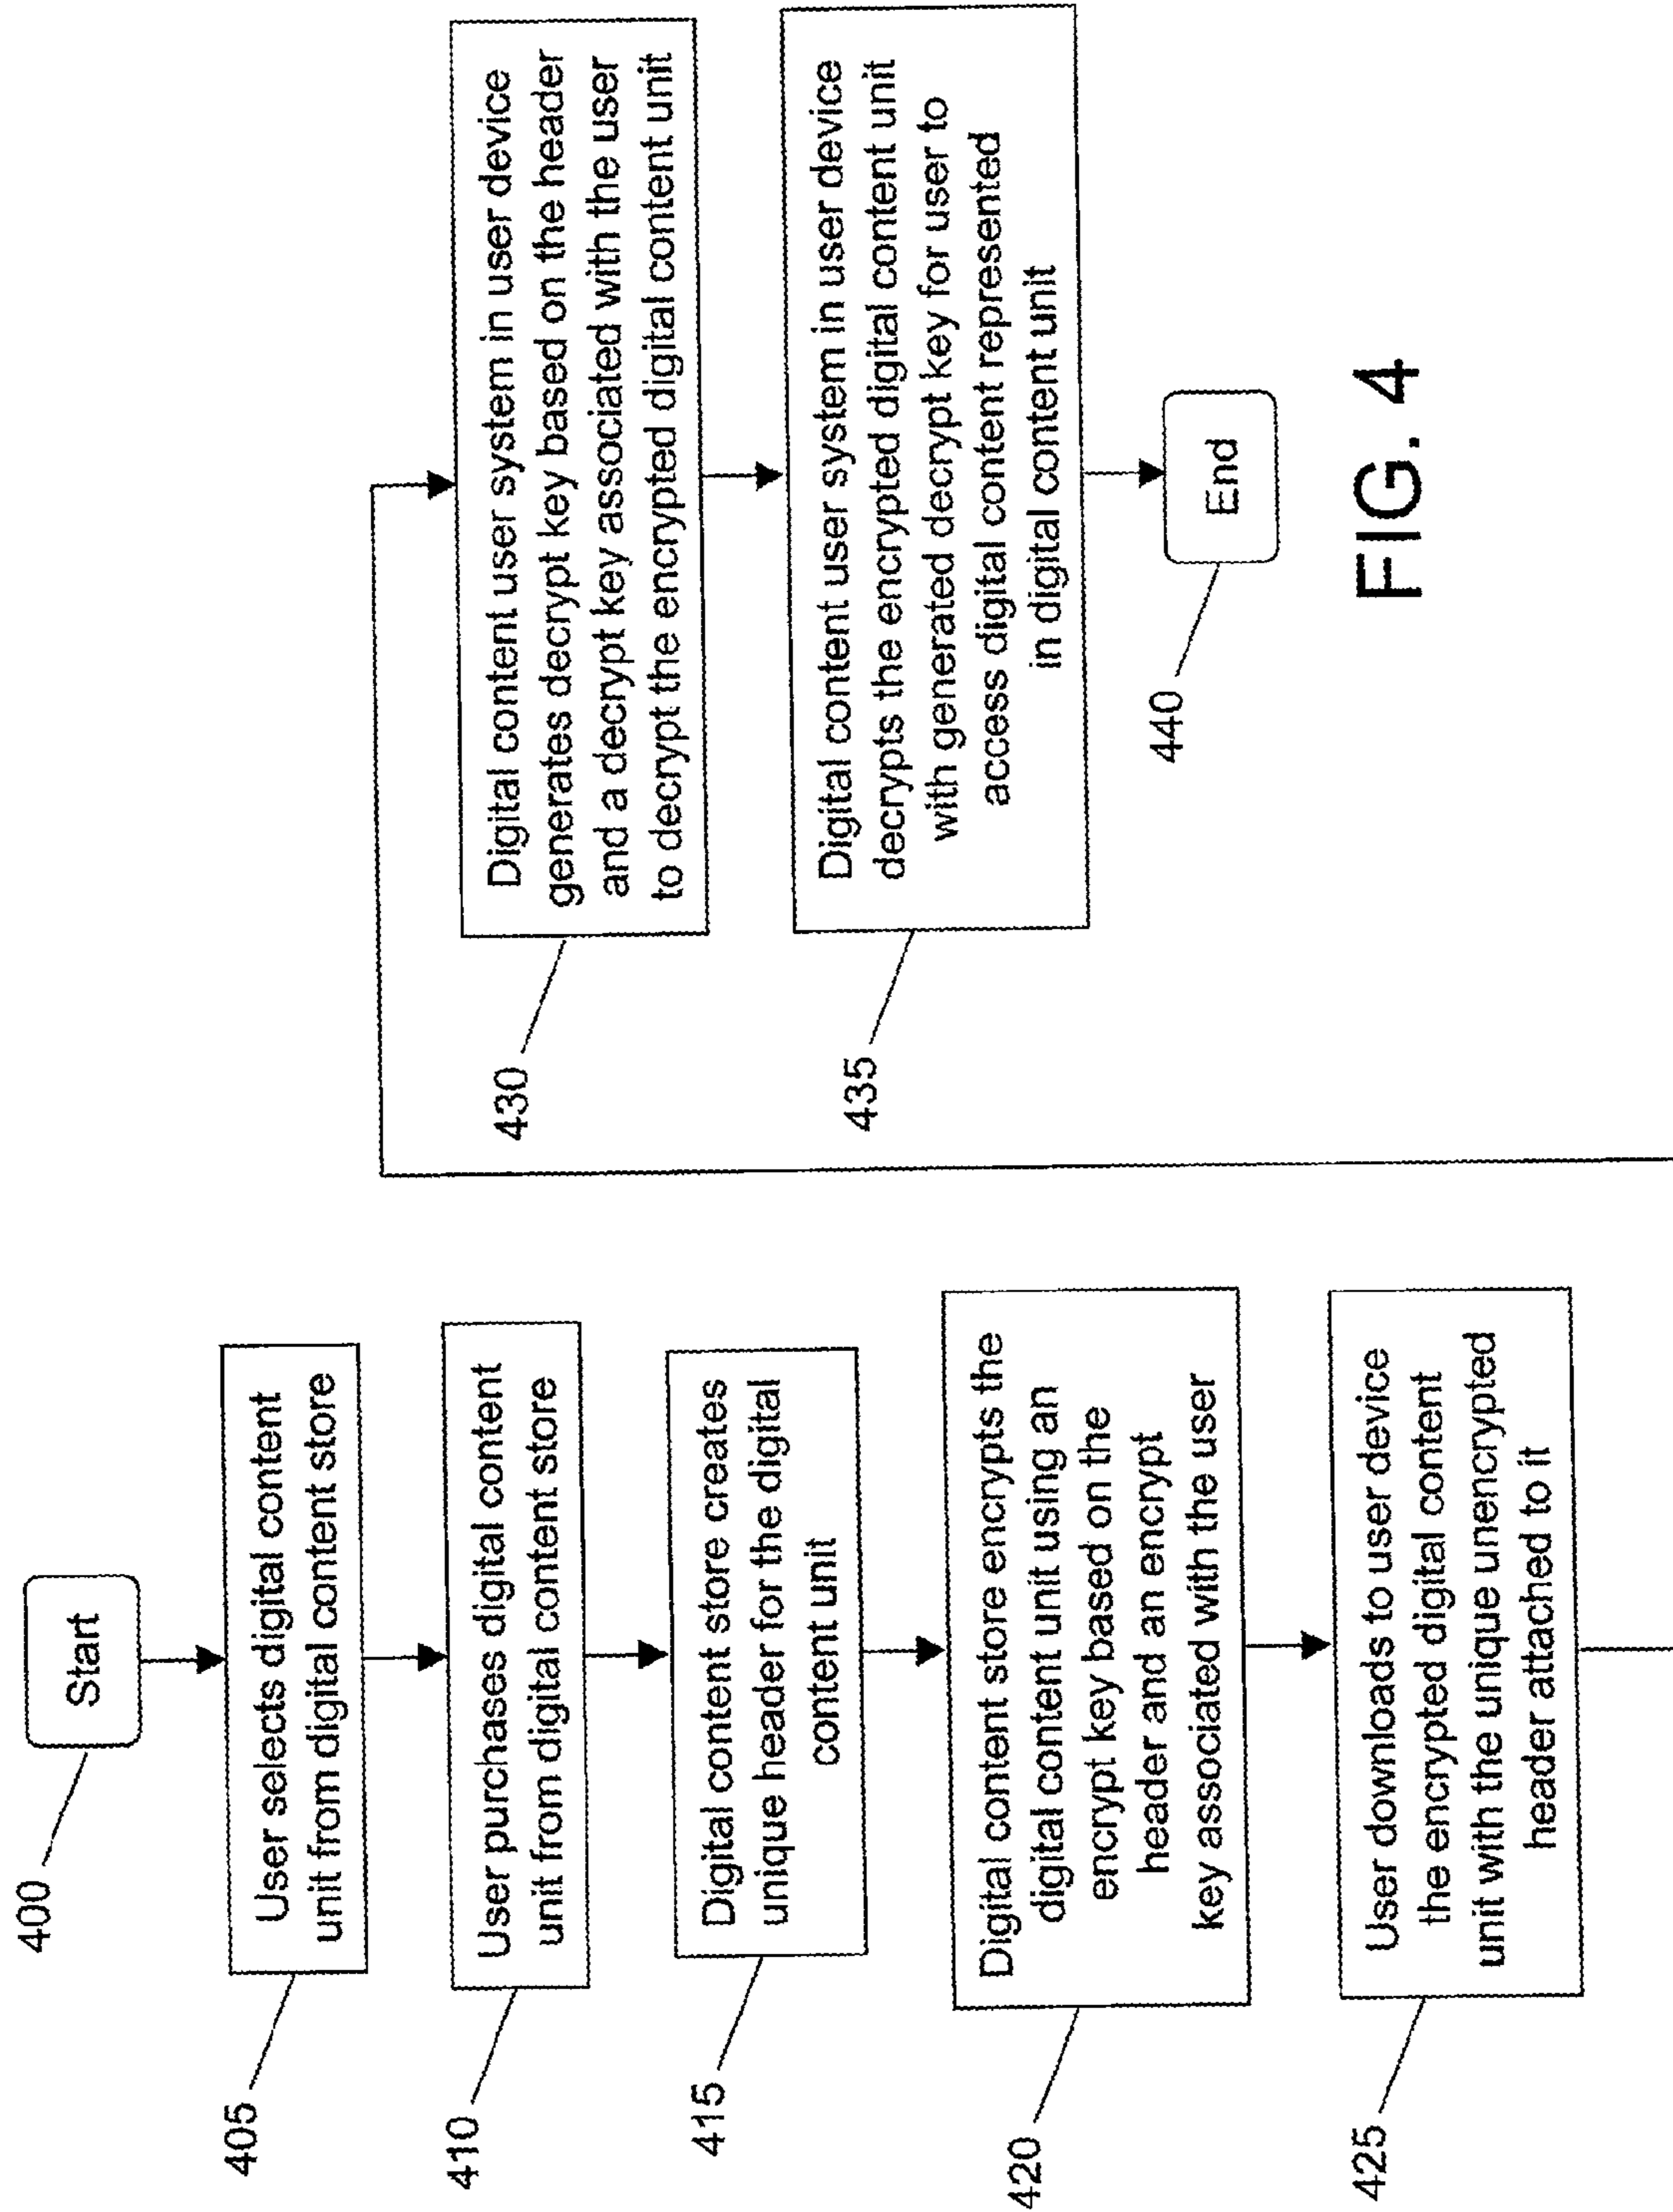 400
Start
405
User selects digital content
unit from digital content store
410
User purchases digital content
unit from digital content store
415
Digital content store creates
unique header for the digital
content unit
420
Digital content store encrypts the
digital content unit using an
encrypt key based on the
header and an encrypt
key associated with the user
425
User downloads to user device
the encrypted digital content
unit with the unique unencrypted
header attached to it
430
Digital content user system in user device
generates decrypt key based on the header
and a decrypt key associated with the user
to decrypt the encrypted digital content unit
435
Digital content user system in user device
decrypts the encrypted digital content unit
with generated decrypt key for user to
access digital content represented
in digital content unit
440
End
FIG. 4